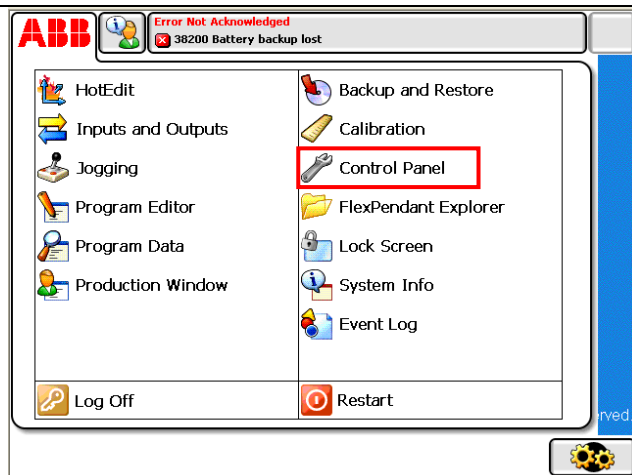 ABB
Error Not Acknowledged
38200 Battery backup lost
HotEdit
Inputs and Outputs
Jogging
Program Editor
Program Data
Production Window
Backup and Restore
Calibration
Control Panel
FlexPendant Explorer
Lock Screen
System Info
Event Log
Log Off
Restart
erved.